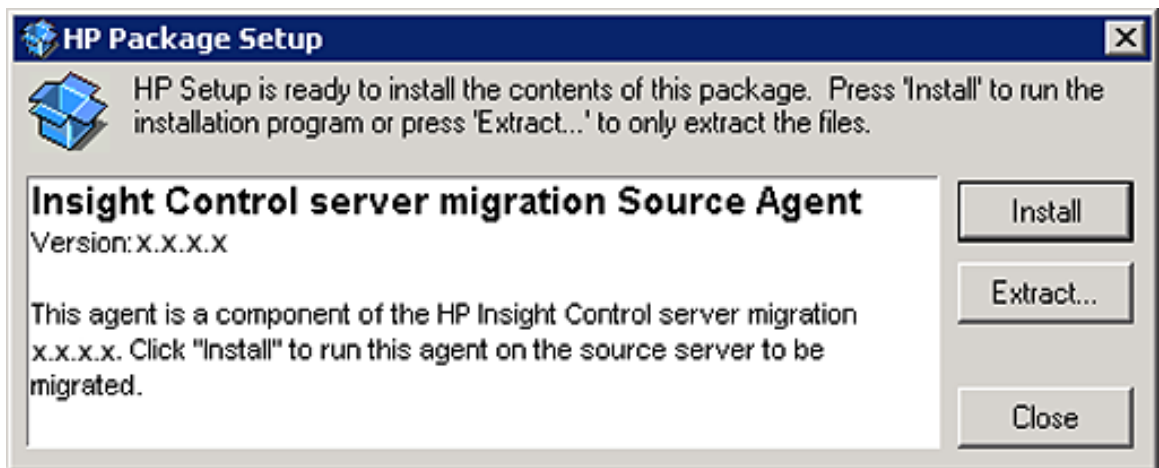 HP Package Setup
HP Setup is ready to install the contents of this package. Press 'Install' to run the
installation program or press 'Extract...' to only extract the files.
Insight Control server migration Source Agent
Version: x.x.x.x
This agent is a component of the HP Insight Control server migration
x.x.x.x. Click "Install" to run this agent on the source server to be
migrated.
Install
Extract...
Close